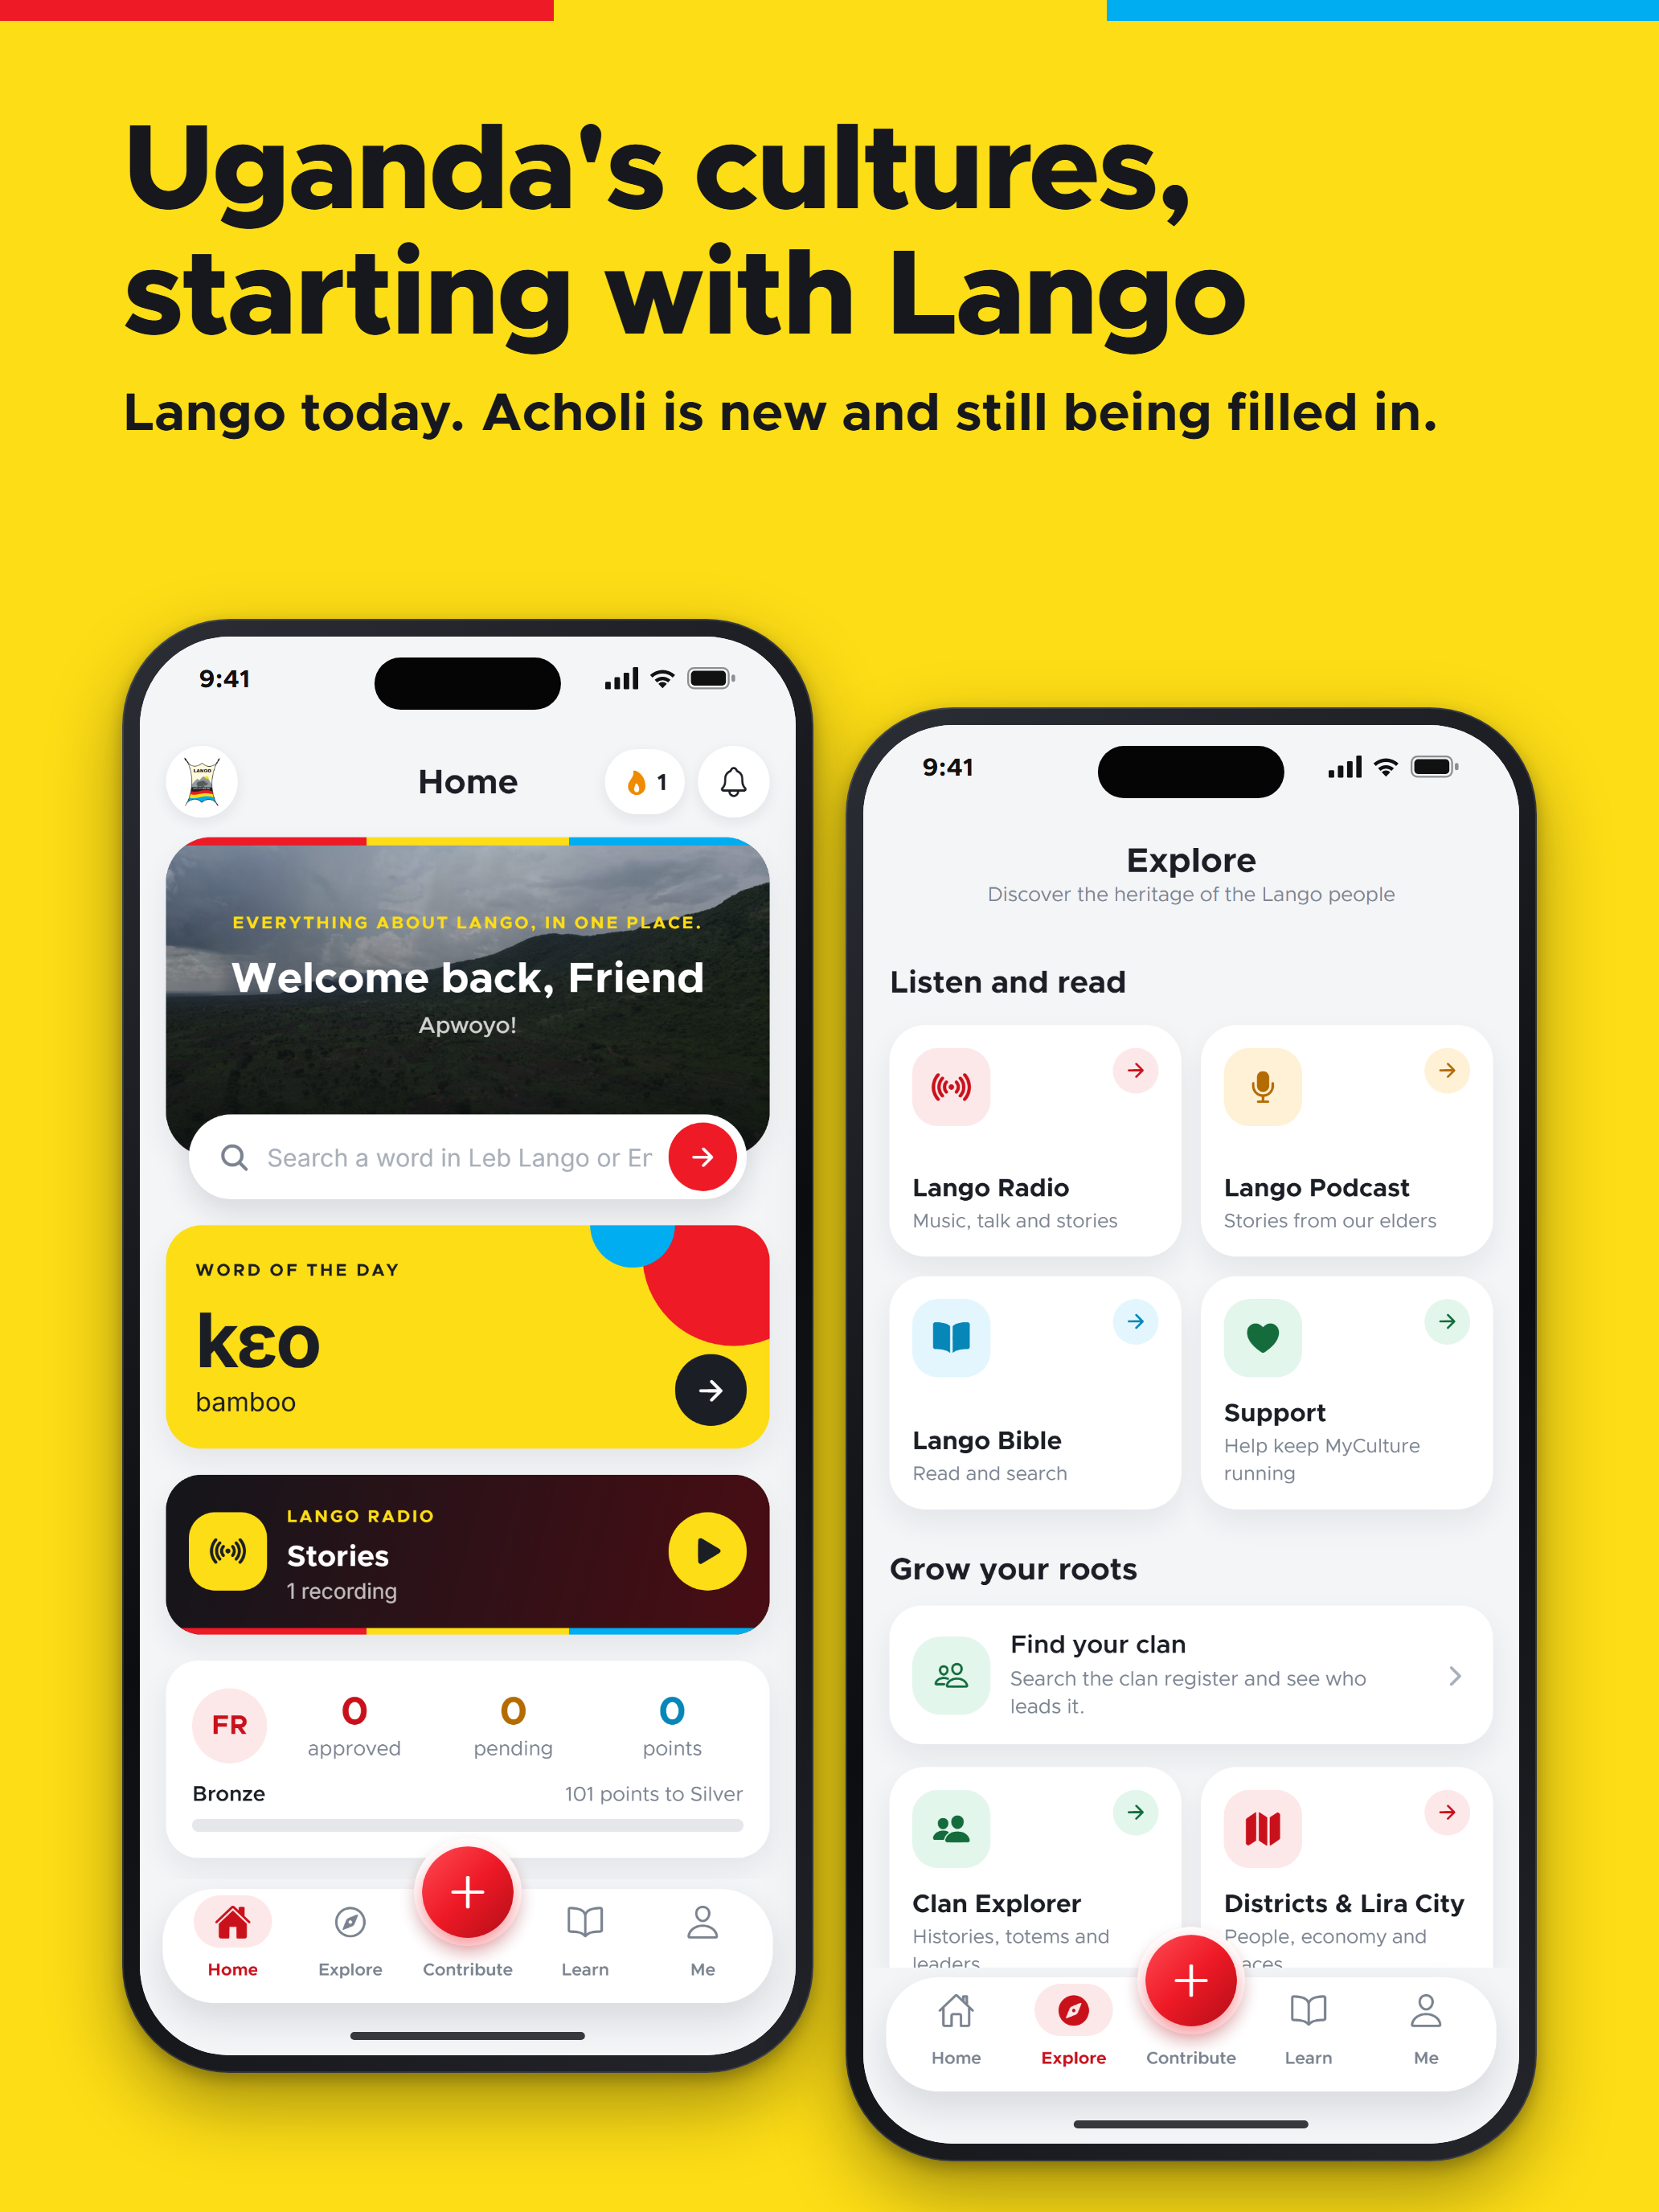 Uganda's cultures,
starting with Lango
Lango today. Acholi is new and still being filled in.
9:41
LANGO
Home
1
EVERYTHING ABOUT LANGO, IN ONE PLACE.
Welcome back, Friend
Apwoyo!
Search a word in Leb Lango or Er
WORD OF THE DAY
kɛo
bamboo
LANGO RADIO
Stories
1 recording
FR
0
approved
0
pending
0
points
Bronze
101 points to Silver
Home
Explore
Contribute
Learn
Me
9:41
Explore
Discover the heritage of the Lango people
Listen and read
Lango Radio
Music, talk and stories
Lango Podcast
Stories from our elders
Lango Bible
Read and search
Support
Help keep MyCulture
running
Grow your roots
Find your clan
Search the clan register and see who
leads it.
Clan Explorer
Histories, totems and
leaders
Districts & Lira City
People, economy and
aces
Home
Explore
Contribute
Learn
Me